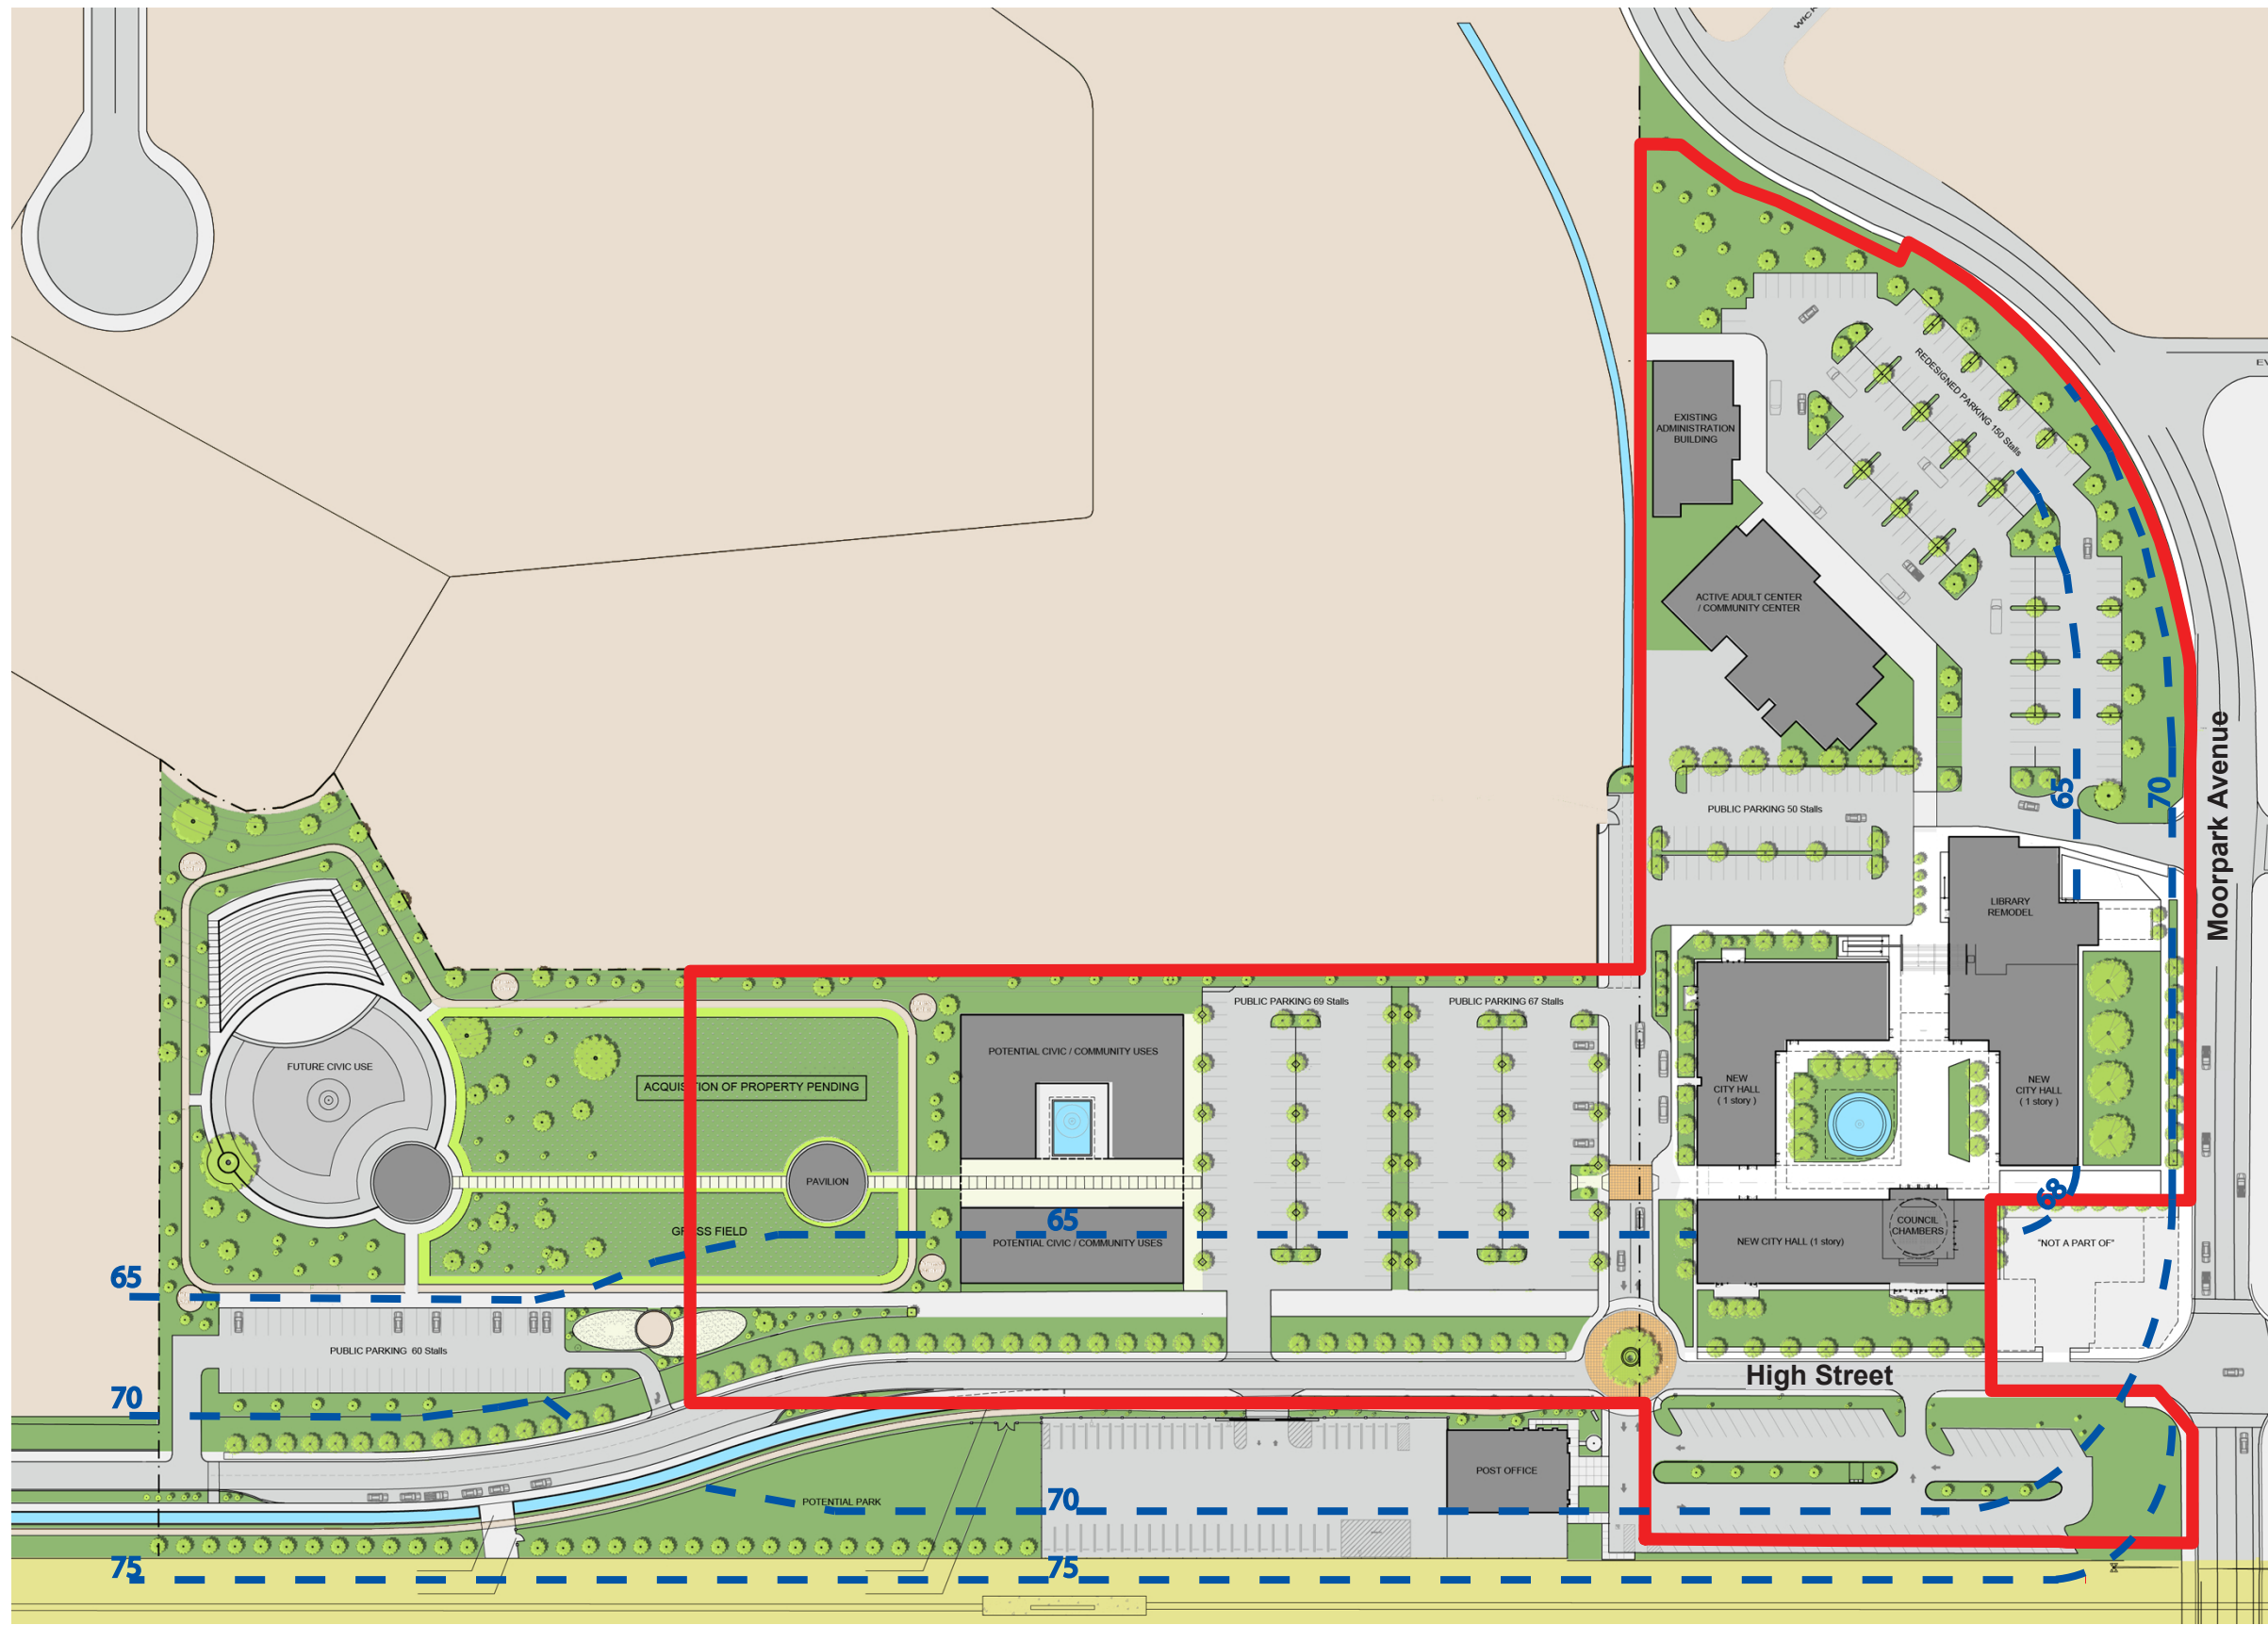 WICK
EV
REDESIGNED PARKING 150 Stalls
EXISTING
ADMINISTRATION
BUILDING
ACTIVE ADULT CENTER
/ COMMUNITY CENTER
65
70
Moorpark Avenue
PUBLIC PARKING 50 Stalls
LIBRARY
REMODEL
PUBLIC PARKING 69 Stalls
PUBLIC PARKING 67 Stalls
POTENTIAL CIVIC / COMMUNITY USES
FUTURE CIVIC USE
ACQUISTION OF PROPERTY PENDING
NEW
CITY HALL
( 1 story )
NEW
CITY HALL
( 1 story )
PAVILION
68
65
GRASS FIELD
POTENTIAL CIVIC / COMMUNITY USES
NEW CITY HALL (1 story)
COUNCIL
CHAMBERS
"NOT A PART OF"
65
PUBLIC PARKING 60 Stalls
High Street
70
POST OFFICE
POTENTIAL PARK
70
75
75